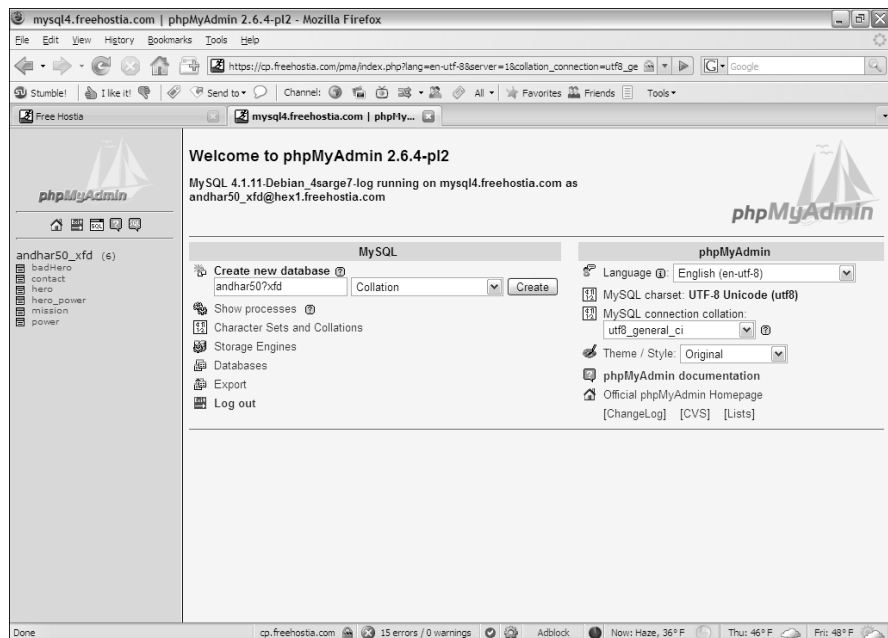 mysql4.freehostia.com | phpMyAdmin 2.6.4-pl2 - Mozilla Firefox
File Edit View History Bookmarks Tools Help
https://cp.freehostia.com/pma/index.php?lang=en-utf-8&server=1&collation_connection=utf8_ge
G Google
Stumble! I like it! Send to Channel: All Favorites Friends Tools
Free Hostia
mysql4.freehostia.com | phpMy...
phpMyAdmin
SQL
andhar50_xfd (6)
badHero
contact
hero
hero_power
mission
power
Welcome to phpMyAdmin 2.6.4-pl2
MySQL 4.1.11-Debian_4sarge7-log running on mysql4.freehostia.com as
andhar50_xfd@hex1.freehostia.com
phpMyAdmin
MySQL
Create new database
andhar50?xfd Collation Create
Show processes
Character Sets and Collations
Storage Engines
Databases
Export
Log out
phpMyAdmin
Language: English (en-utf-8)
MySQL charset: UTF-8 Unicode (utf8)
MySQL connection collation:
utf8_general_ci
Theme / Style: Original
phpMyAdmin documentation
Official phpMyAdmin Homepage
[ChangeLog] [CVS] [Lists]
Done cp.freehostia.com 15 errors / 0 warnings Adblock Now: Haze, 36° F Thu: 46° F Fri: 48° F